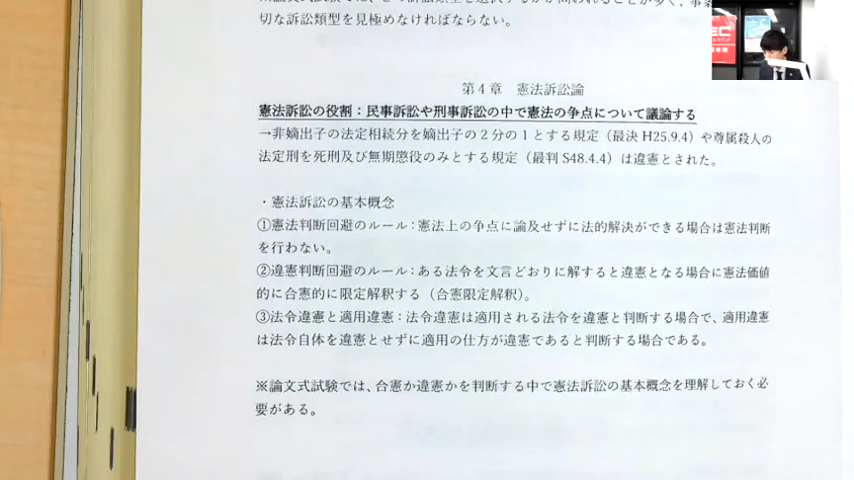 切な訴訟類型を見極めなければならない。
第4章 憲法訴訟論
憲法訴訟の役割：民事訴訟や刑事訴訟の中で憲法の争点について議論する
→非嫡出子の法定相続分を嫡出子の２分の１とする規定（最決 H25.9.4）や尊属殺人の
法定刑を死刑及び無期懲役のみとする規定（最判 S48.4.4）は違憲とされた。
・憲法訴訟の基本概念
①憲法判断回避のルール：憲法上の争点に論及せずに法的解決ができる場合は憲法判断
を行わない。
②違憲判断回避のルール：ある法令を文言どおりに解すると違憲となる場合に憲法価値
的に合憲的に限定解釈する（合憲限定解釈）。
③法令違憲と適用違憲：法令違憲は適用される法令を違憲と判断する場合で、適用違憲
は法令自体を違憲とせずに適用の仕方が違憲であると判断する場合である。
※論文式試験では、合憲か違憲かを判断する中で憲法訴訟の基本概念を理解しておく必
要がある。